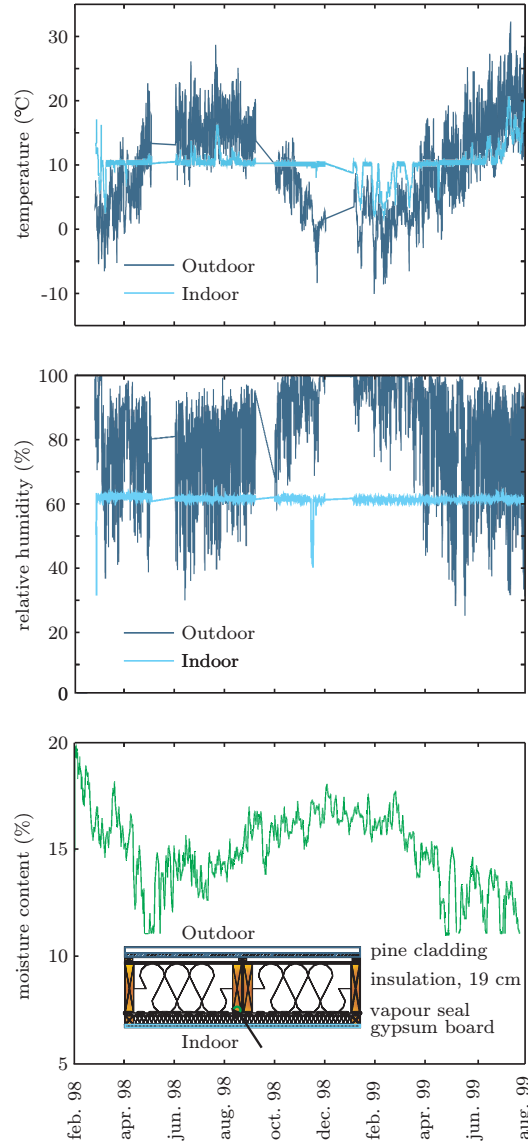 30
20
10
0
-10
temperature (°C)
Outdoor
Indoor
100
80
60
40
20
0
relative humidity (%)
Outdoor
Indoor
20
15
10
5
moisture content (%)
Outdoor
pine cladding
insulation, 19 cm
vapour seal
gypsum board
Indoor
feb. 98
apr. 98
jun. 98
aug. 98
oct. 98
dec. 98
feb. 99
apr. 99
jun. 99
aug. 99